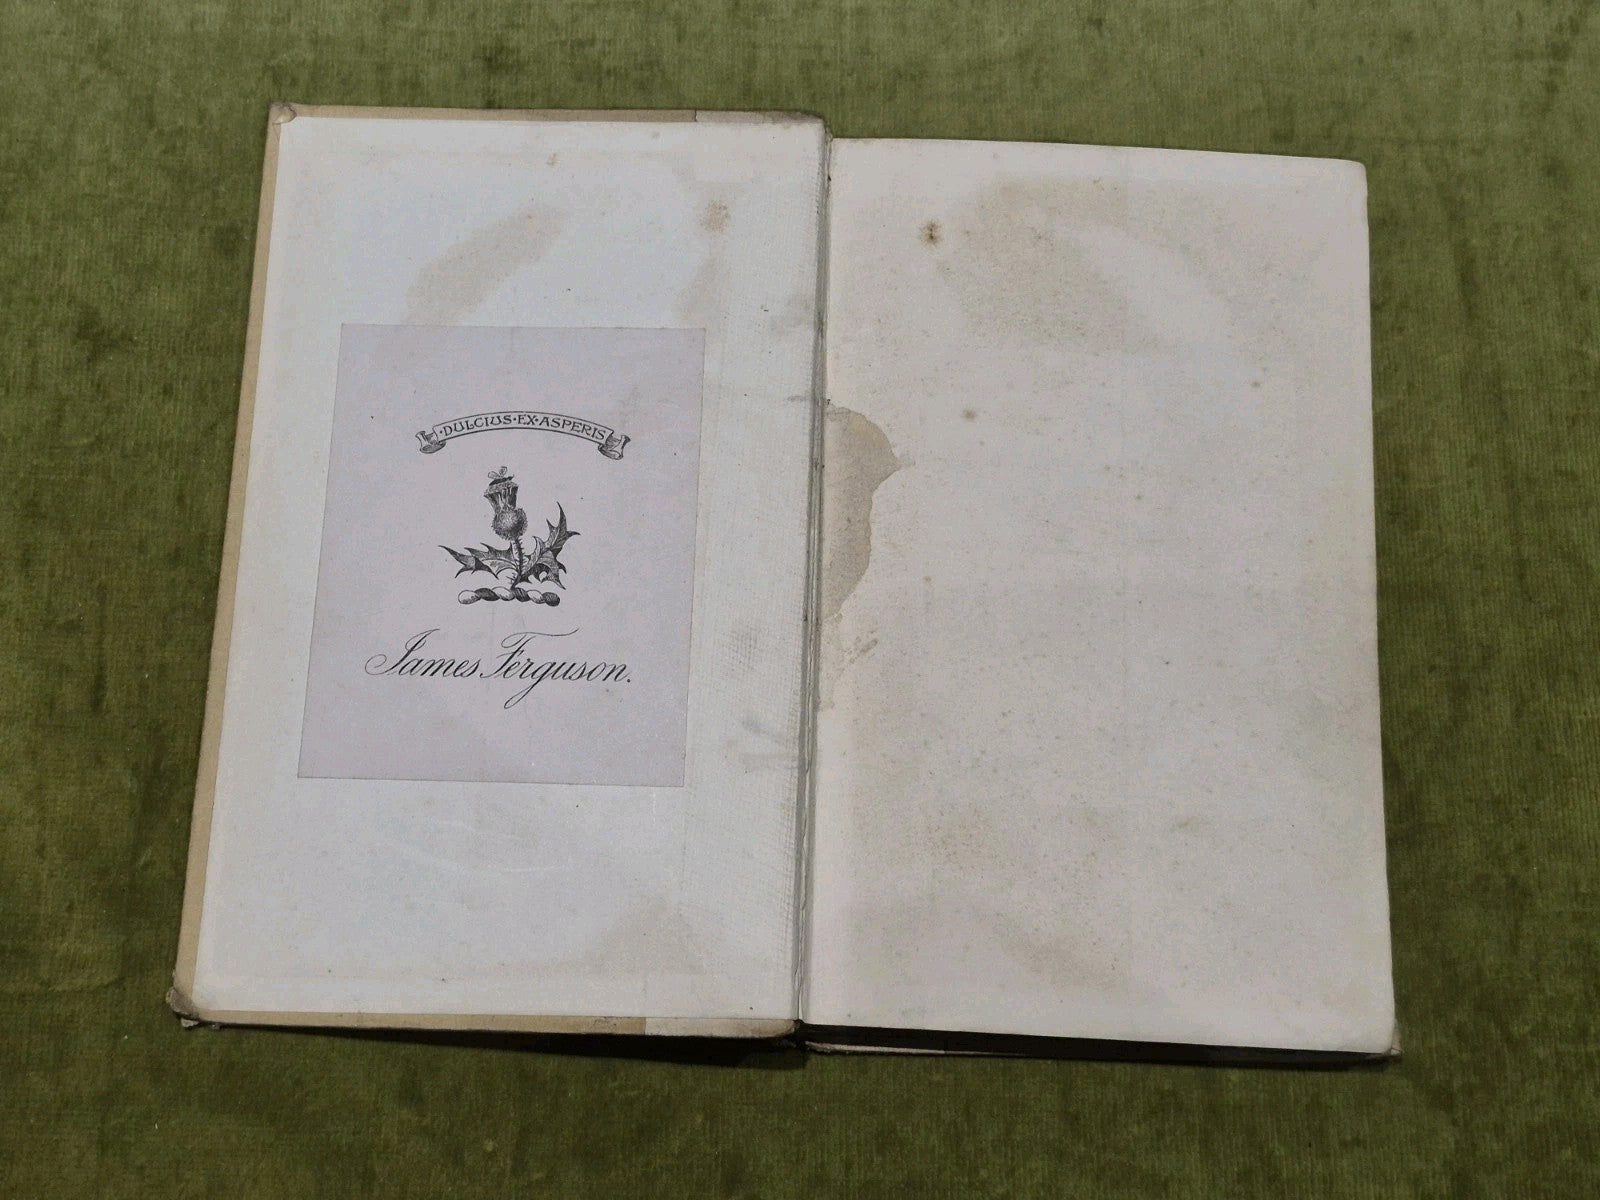 ·DULCIUS·EX·ASPERIS
James Ferguson.